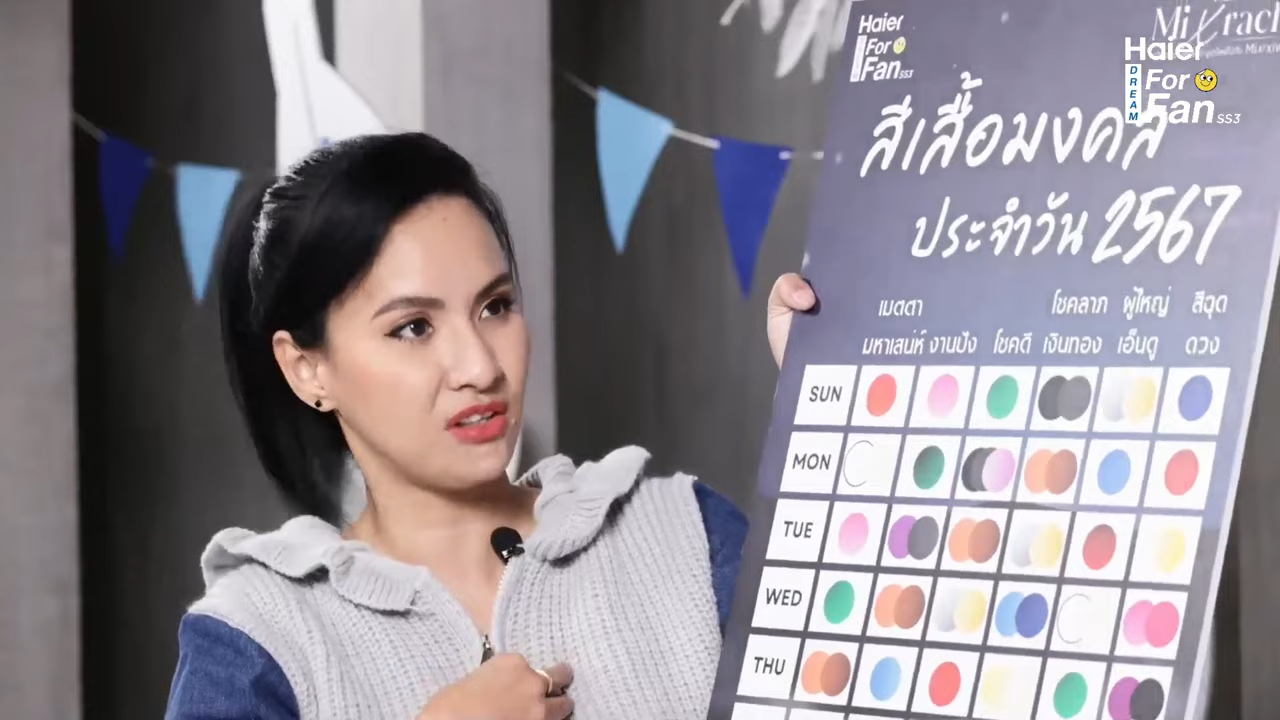 Haier
For
Fan SS3
Haier
DREAM
For
Fan SS3
สีเสื้อมงคล
ประจำวัน 2567
เมตตา โชคลาภ ผู้ใหญ่ สีฉุด
มหาเสน่ห์ งานปัง โชคดี เงินทอง เอ็นดู ดวง
SUN
MON
TUE
WED
THU